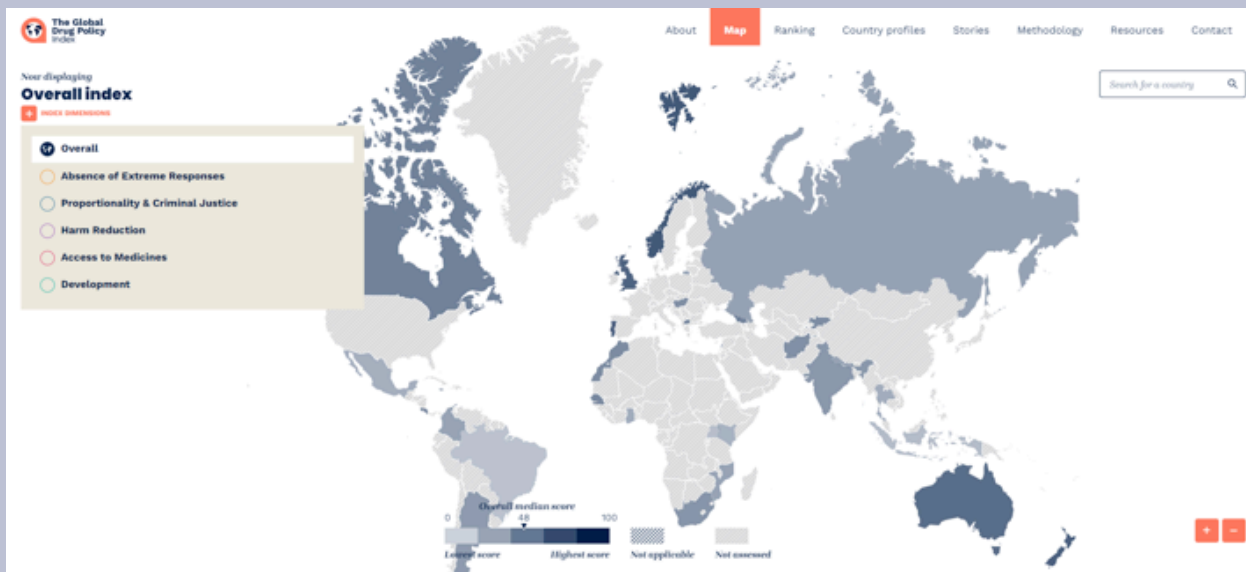 The Global
Drug Policy
Index
About
Map
Ranking
Country profiles
Stories
Methodology
Resources
Contact
Now displaying
Overall index
+ INDEX DIMENSIONS
Search for a country
Overall
Absence of Extreme Responses
Proportionality & Criminal Justice
Harm Reduction
Access to Medicines
Development
Overall median score
0 48 100
Lowest score
Highest score
Not applicable
Not assessed
+ −